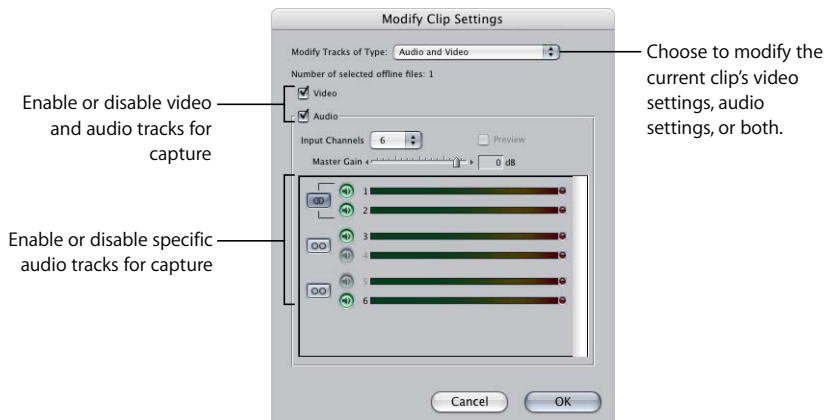 Modify Clip Settings
Modify Tracks of Type: Audio and Video
Choose to modify the
current clip's video
settings, audio
settings, or both.
Number of selected offline files: 1
Video
Enable or disable video
and audio tracks for
capture
Audio
Input Channels 6 Preview
Master Gain 0 dB
1
2
Enable or disable specific
audio tracks for capture
3
4
5
6
Cancel OK